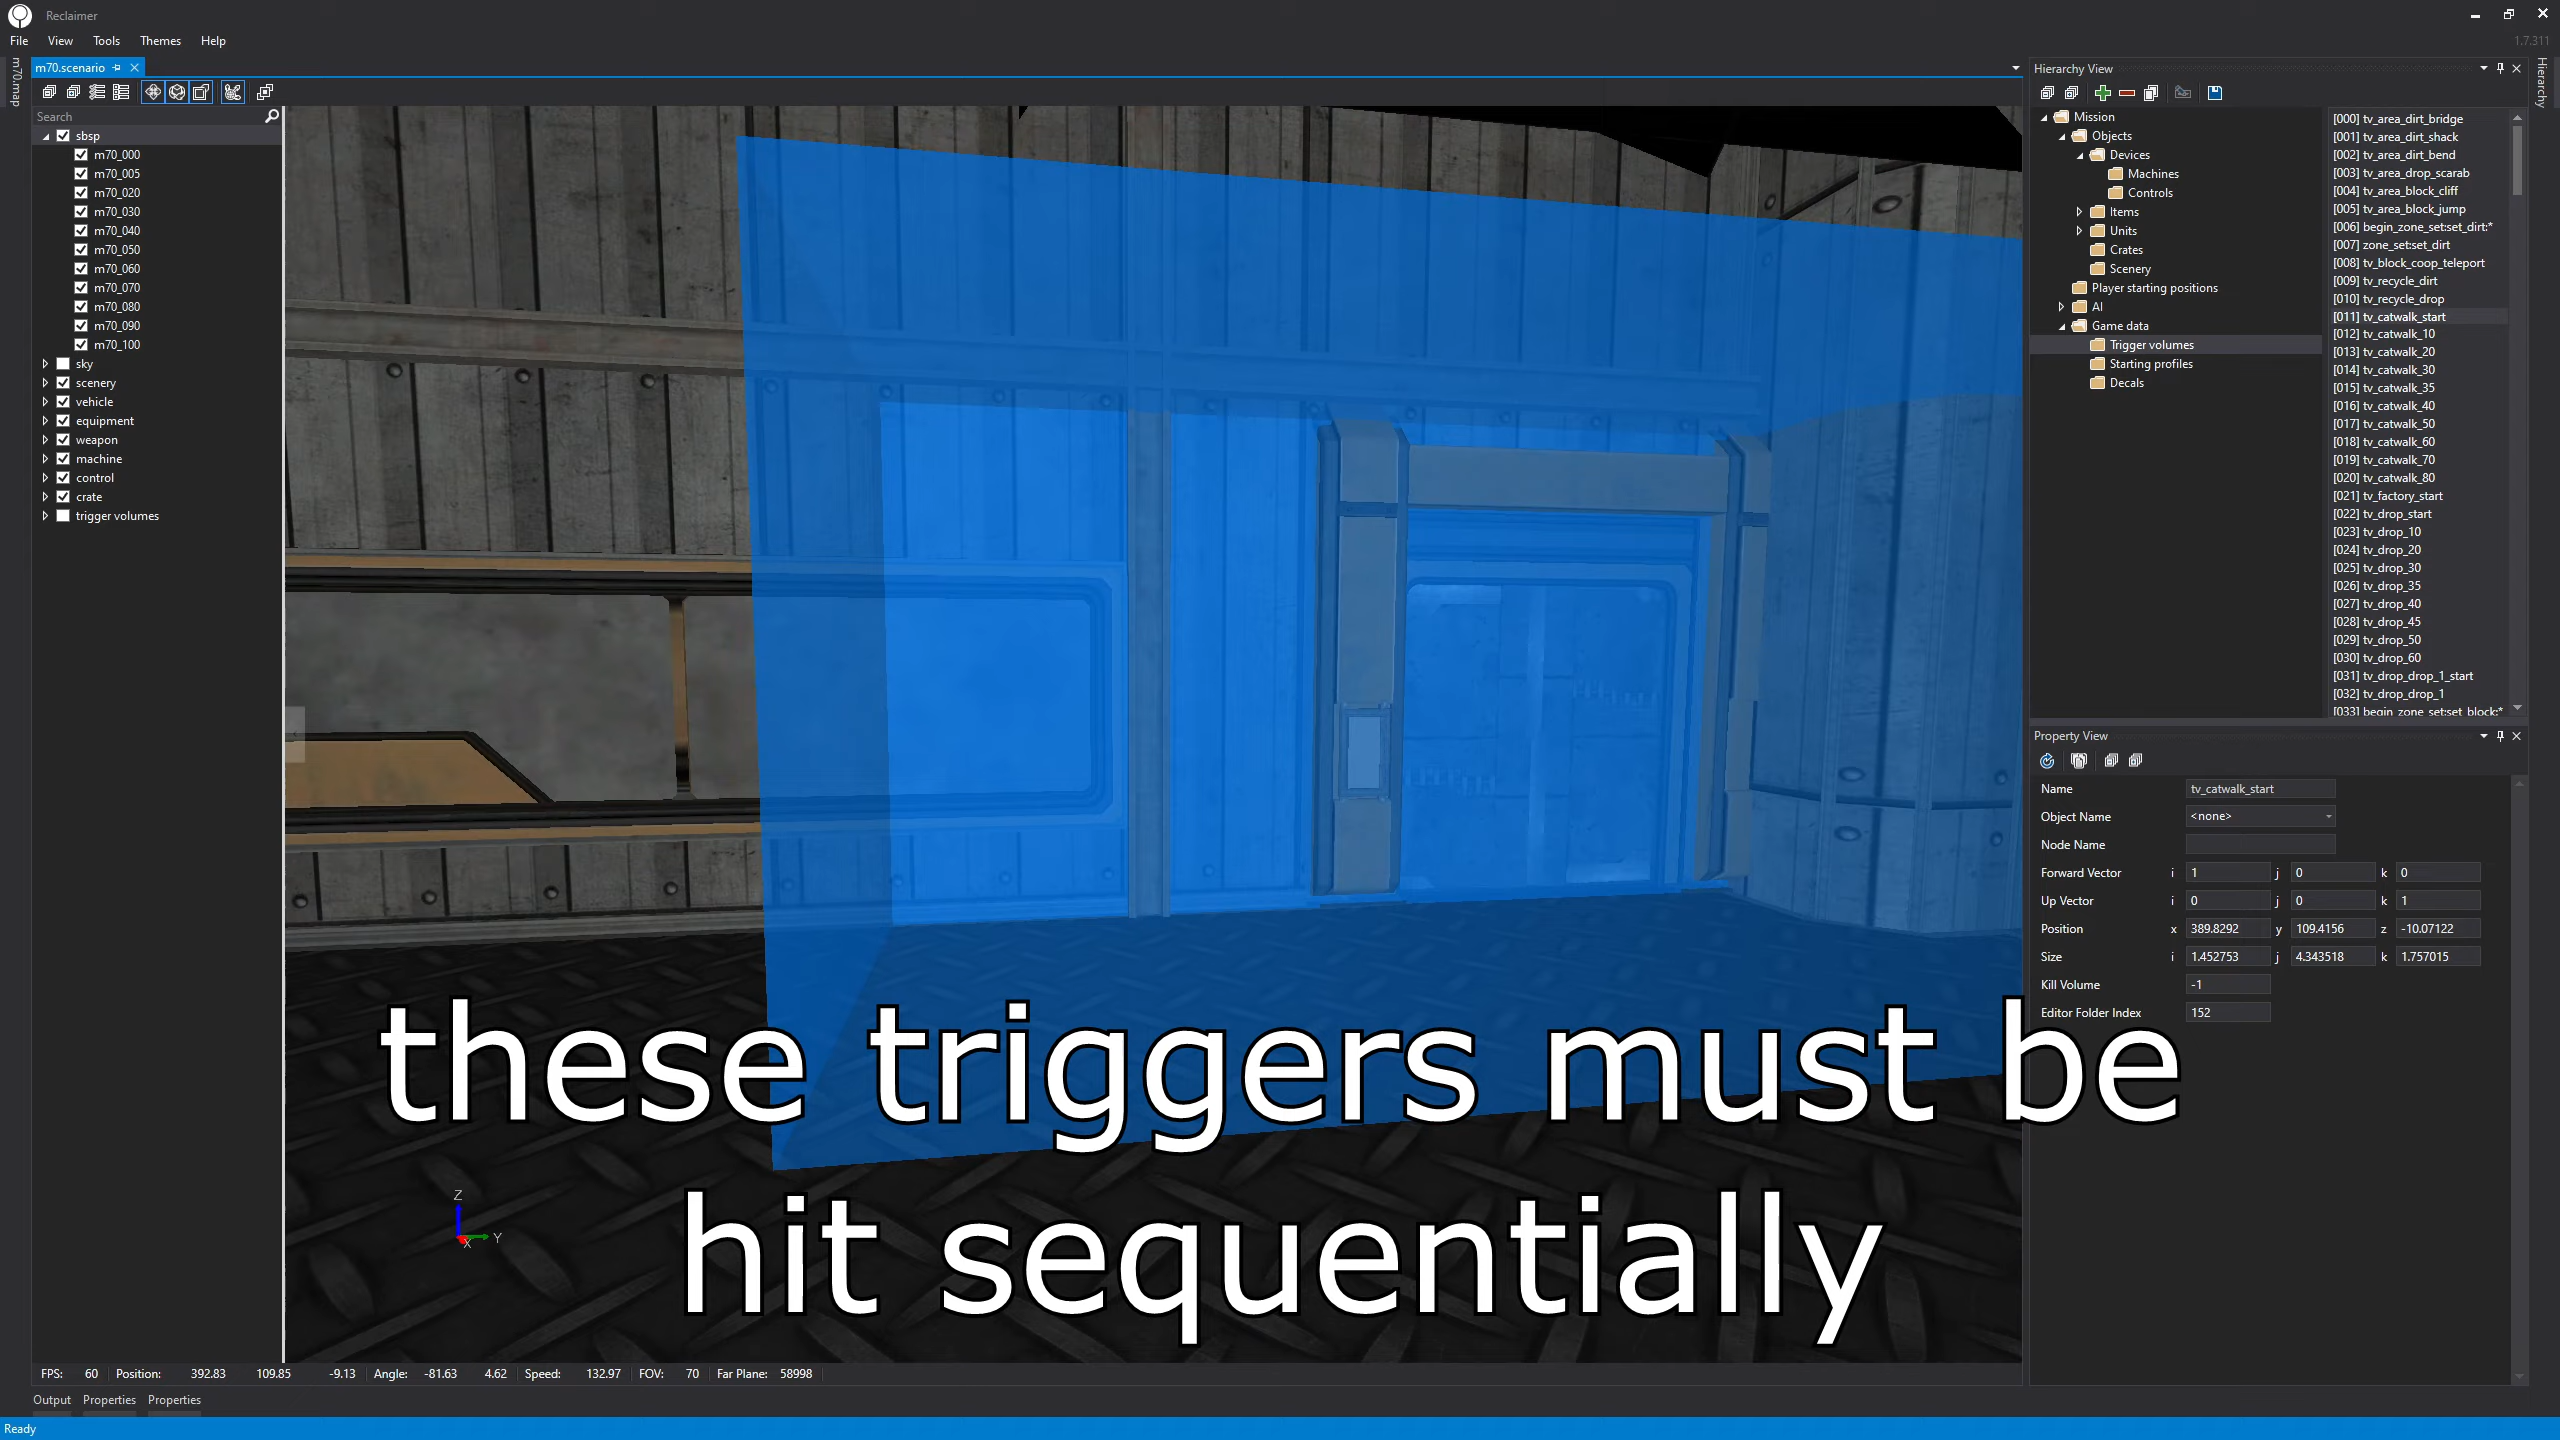 Reclaimer
File View Tools Themes Help
1.7.311
m70.map
m70.scenario
Search
sbsp
m70_000
m70_005
m70_020
m70_030
m70_040
m70_050
m70_060
m70_070
m70_080
m70_090
m70_100
sky
scenery
vehicle
equipment
weapon
machine
control
crate
trigger volumes
these triggers must be
hit sequentially
Z
X
Y
FPS: 60 Position: 392.83 109.85 -9.13 Angle: -81.63 4.62 Speed: 132.97 FOV: 70 Far Plane: 58998
Output Properties Properties
Ready
Hierarchy View
Hierarchy
Mission
Objects
Devices
Machines
Controls
Items
Units
Crates
Scenery
Player starting positions
AI
Game data
Trigger volumes
Starting profiles
Decals
[000] tv_area_dirt_bridge
[001] tv_area_dirt_shack
[002] tv_area_dirt_bend
[003] tv_area_drop_scarab
[004] tv_area_block_cliff
[005] tv_area_block_jump
[006] begin_zone_set:set_dirt:*
[007] zone_set:set_dirt
[008] tv_block_coop_teleport
[009] tv_recycle_dirt
[010] tv_recycle_drop
[011] tv_catwalk_start
[012] tv_catwalk_10
[013] tv_catwalk_20
[014] tv_catwalk_30
[015] tv_catwalk_35
[016] tv_catwalk_40
[017] tv_catwalk_50
[018] tv_catwalk_60
[019] tv_catwalk_70
[020] tv_catwalk_80
[021] tv_factory_start
[022] tv_drop_start
[023] tv_drop_10
[024] tv_drop_20
[025] tv_drop_30
[026] tv_drop_35
[027] tv_drop_40
[028] tv_drop_45
[029] tv_drop_50
[030] tv_drop_60
[031] tv_drop_drop_1_start
[032] tv_drop_drop_1
[033] begin_zone_set:set_block:*
Property View
Name tv_catwalk_start
Object Name <none>
Node Name
Forward Vector i 1 j 0 k 0
Up Vector i 0 j 0 k 1
Position x 389.8292 y 109.4156 z -10.07122
Size i 1.452753 j 4.343518 k 1.757015
Kill Volume -1
Editor Folder Index 152